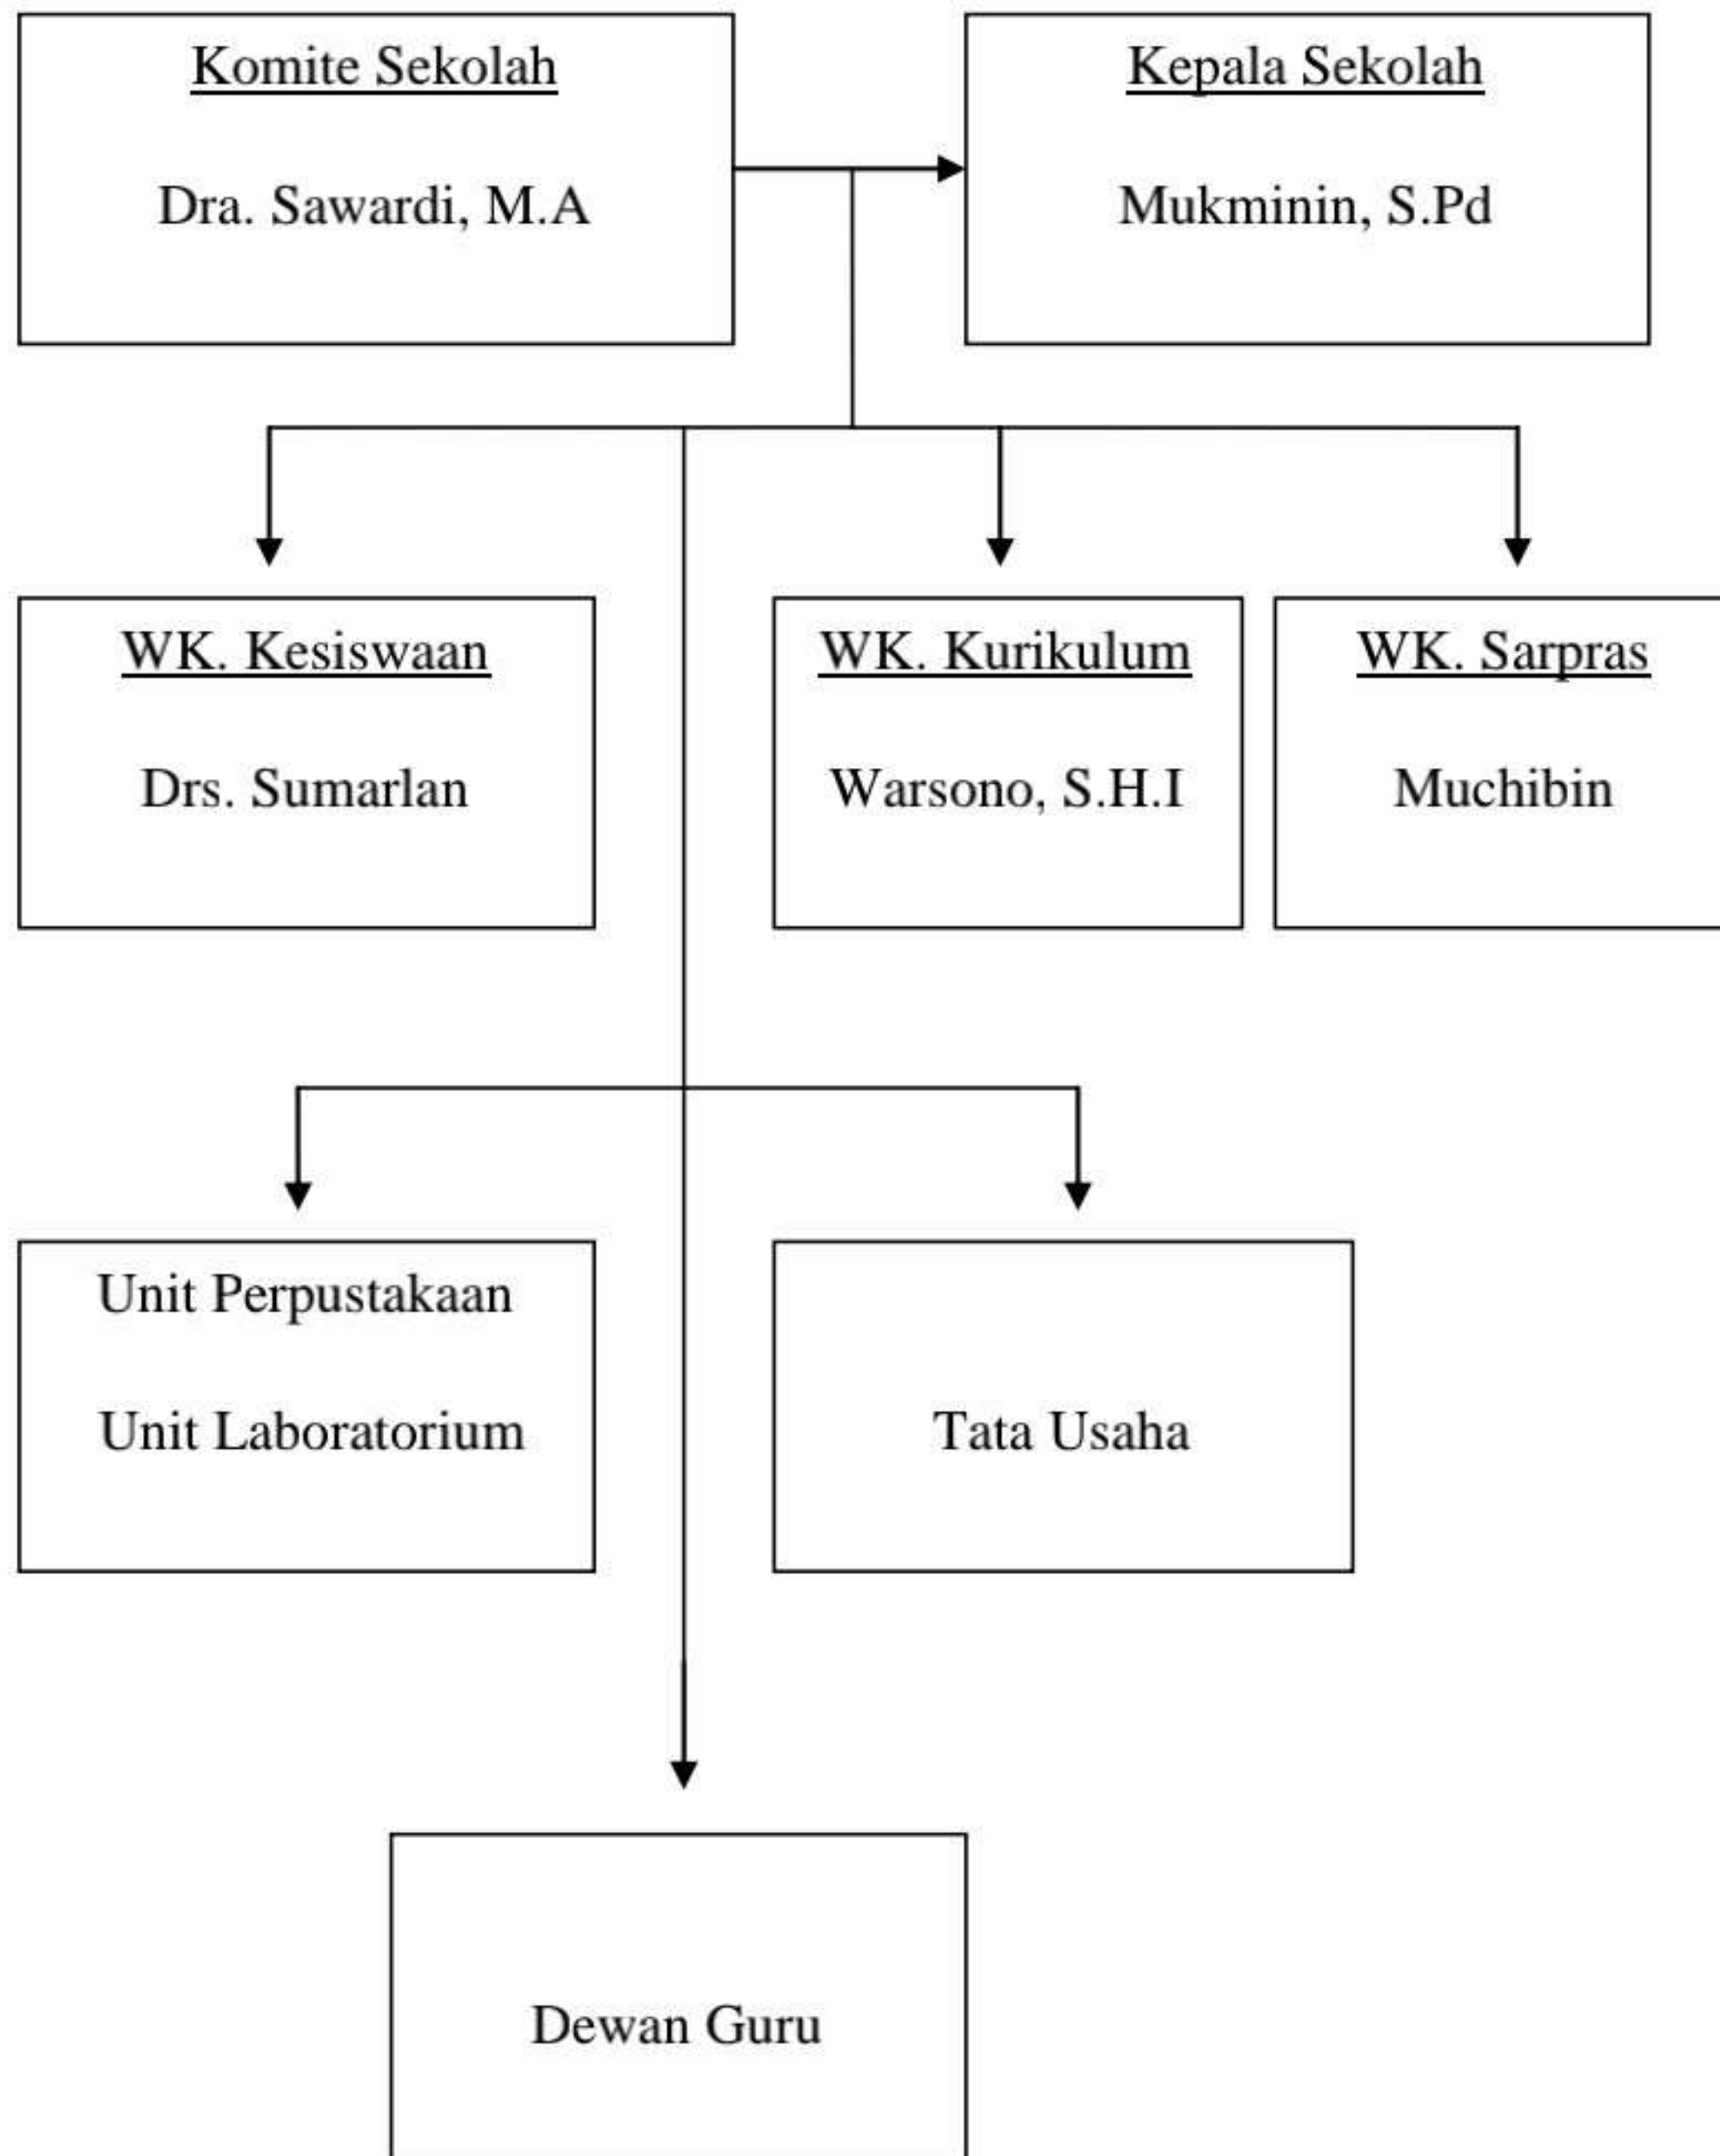 Komite Sekolah
Dra. Sawardi, M.A
Kepala Sekolah
Mukminin, S.Pd
WK. Kesiswaan
Drs. Sumarlan
WK. Kurikulum
Warsono, S.H.I
WK. Sarpras
Muchibin
Unit Perpustakaan
Unit Laboratorium
Tata Usaha
Dewan Guru